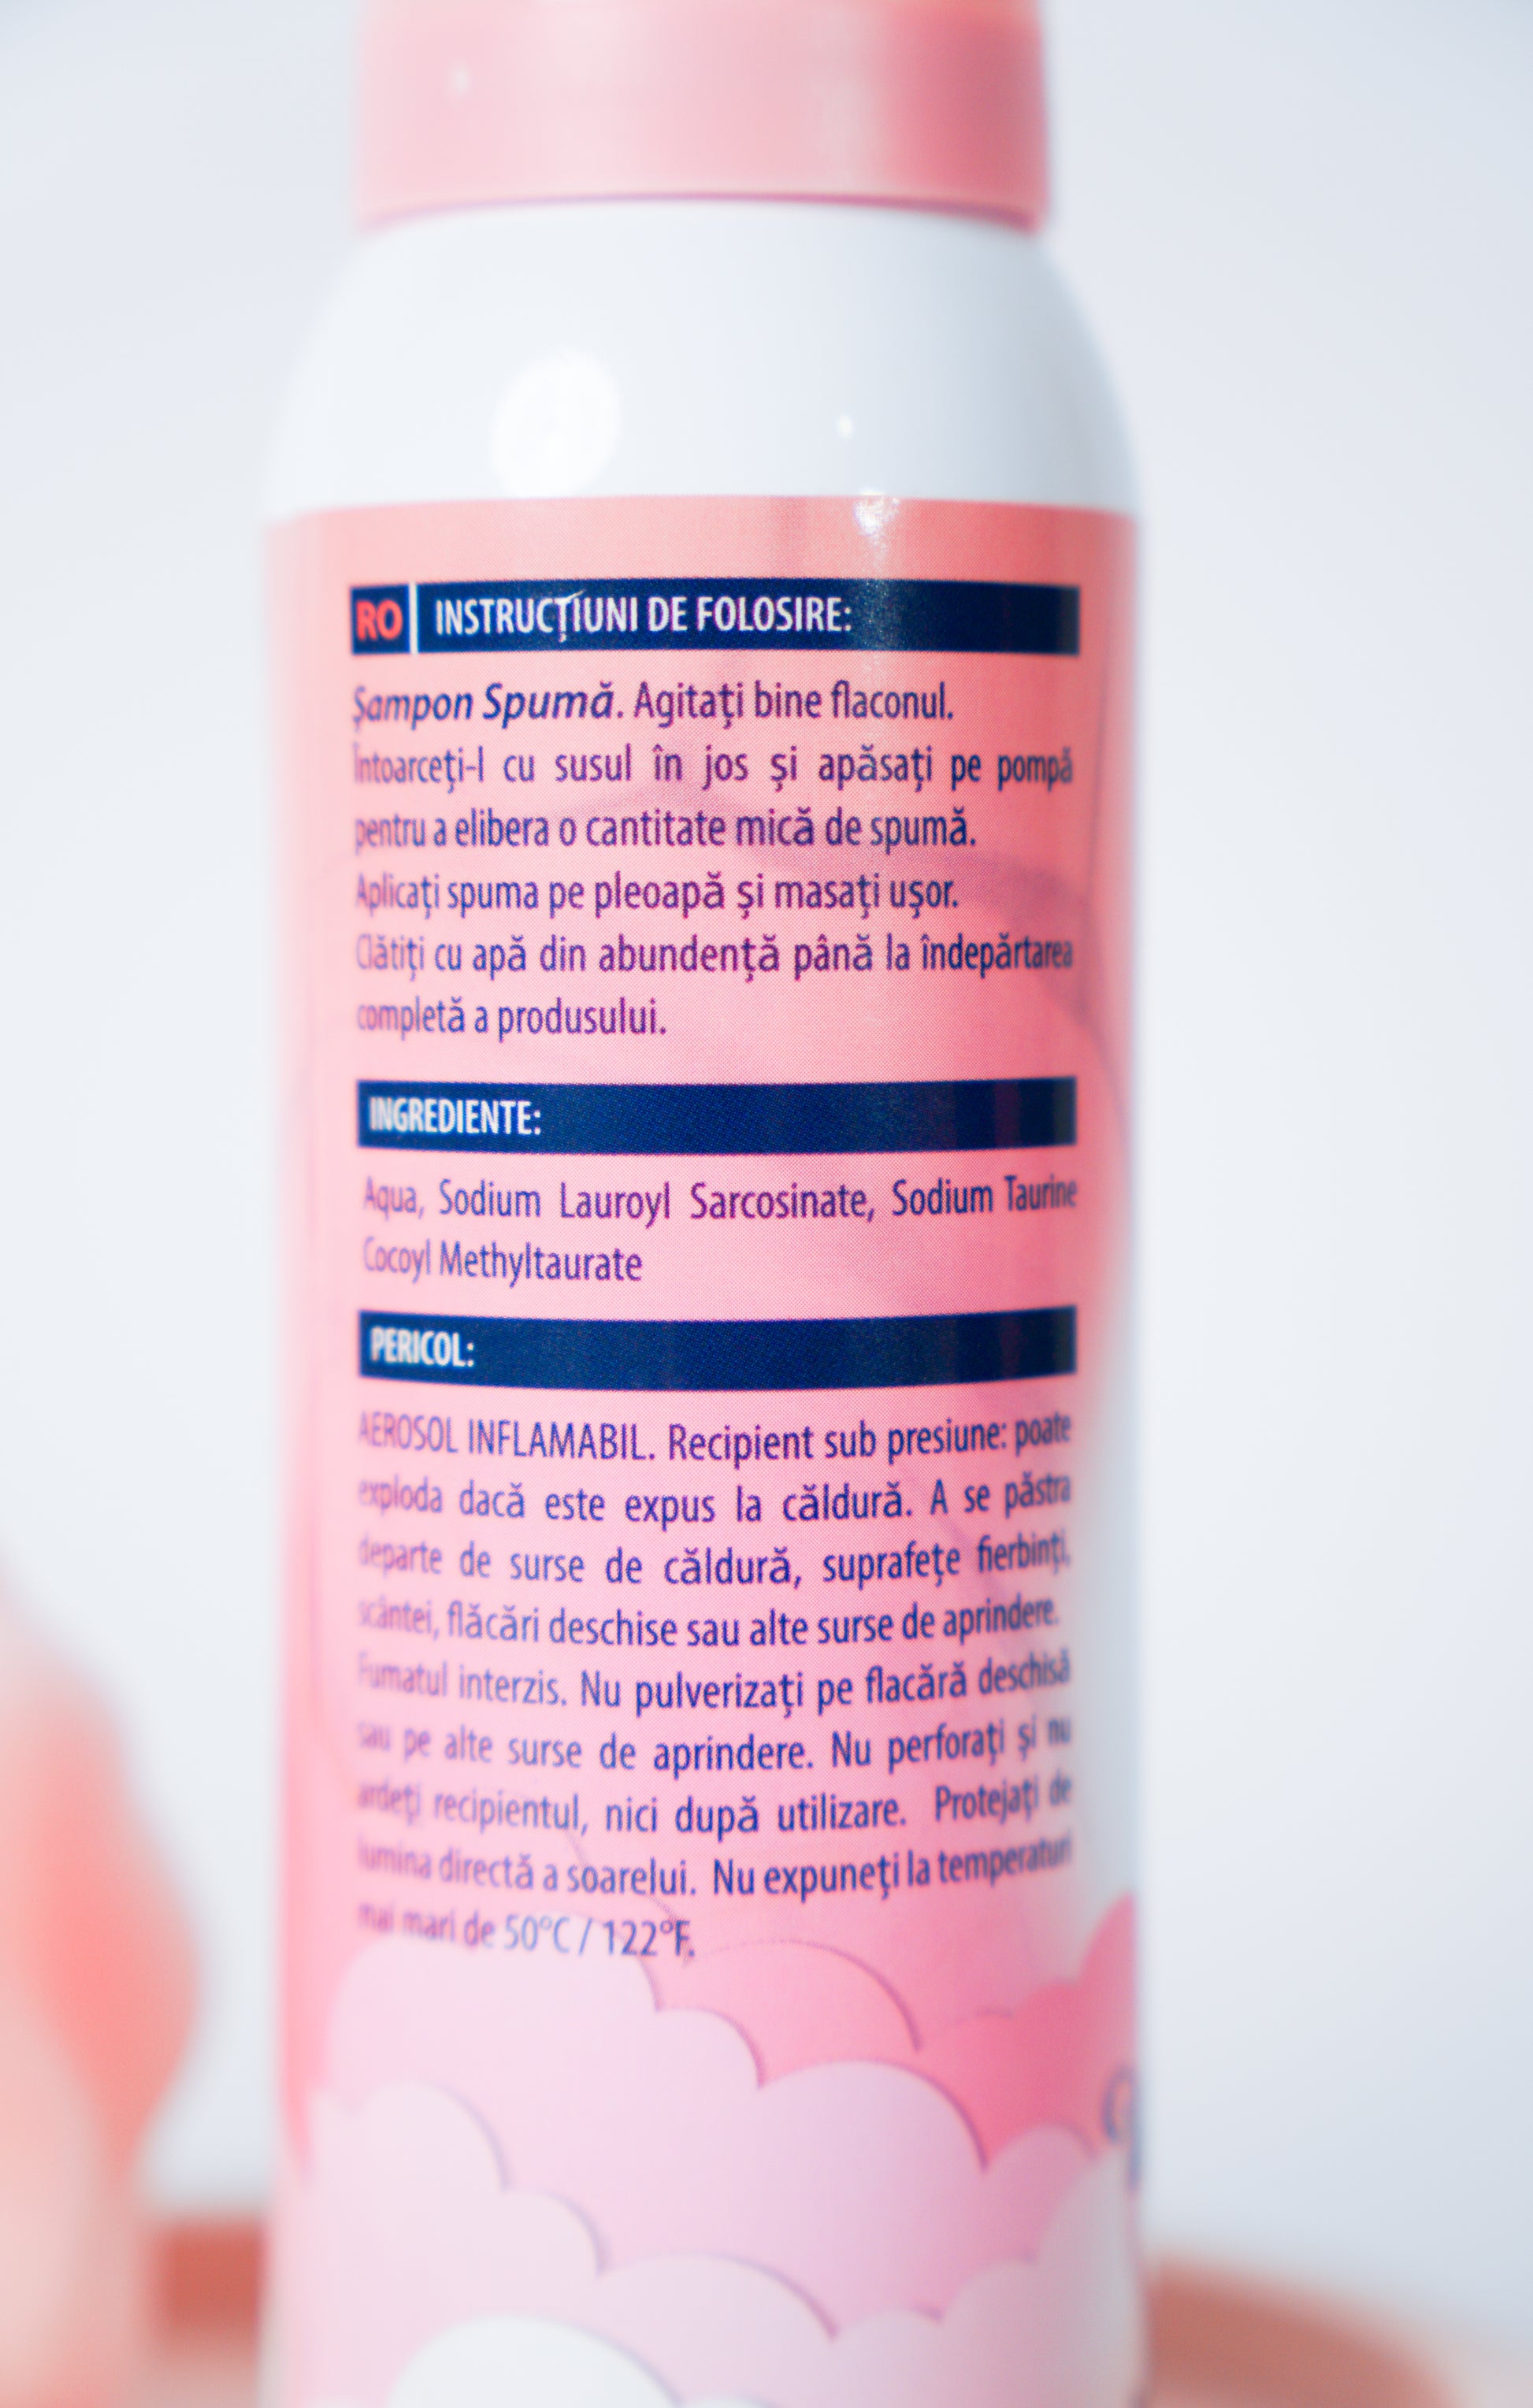 RO INSTRUCȚIUNI DE FOLOSIRE:
Șampon Spumă. Agitați bine flaconul.
Întoarceți-l cu susul în jos și apăsați pe pompă
pentru a elibera o cantitate mică de spumă.
Aplicați spuma pe pleoapă și masați ușor.
Clătiți cu apă din abundență până la îndepărtarea
completă a produsului.
INGREDIENTE:
Aqua, Sodium Lauroyl Sarcosinate, Sodium Taurine
Cocoyl Methyltaurate
PERICOL:
AEROSOL INFLAMABIL. Recipient sub presiune: poate
exploda dacă este expus la căldură. A se păstra
departe de surse de căldură, suprafețe fierbinți,
scântei, flăcări deschise sau alte surse de aprindere.
Fumatul interzis. Nu pulverizați pe flacără deschisă
sau pe alte surse de aprindere. Nu perforați și nu
ardeți recipientul, nici după utilizare. Protejați de
lumina directă a soarelui. Nu expuneți la temperaturi
mai mari de 50°C / 122°F.